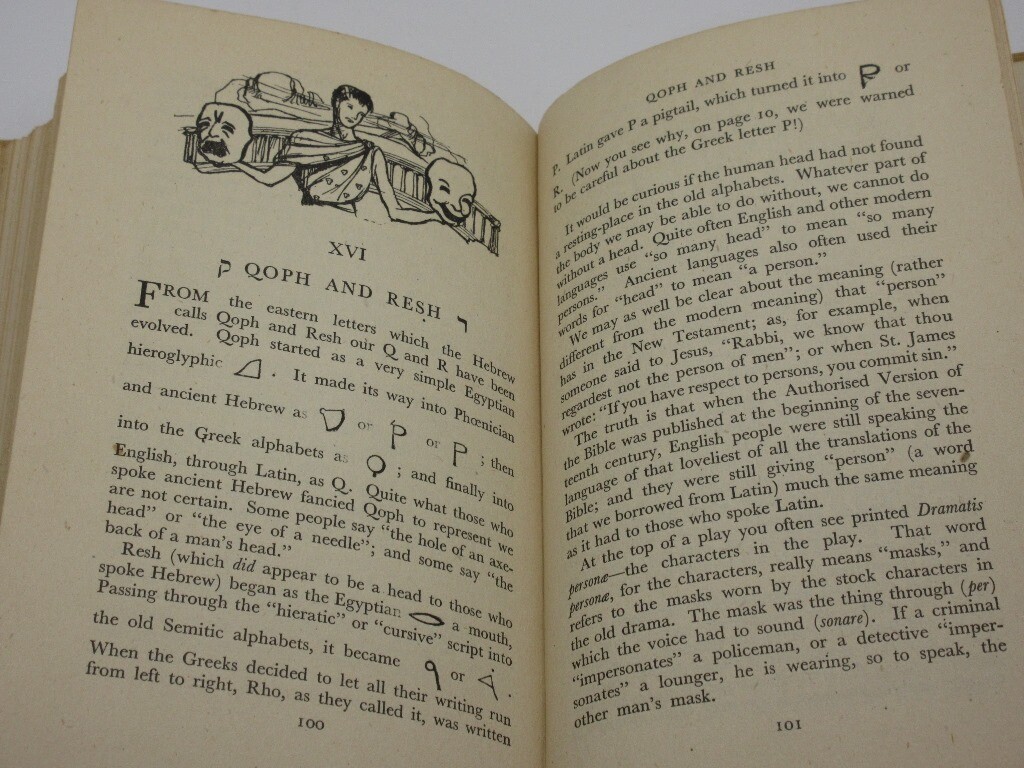 XVI
ק QOPH AND RESH ר
FROM the eastern letters which the Hebrew
calls Qoph and Resh our Q and R have been
evolved. Qoph started as a very simple Egyptian
hieroglyphic . It made its way into Phœnician
and ancient Hebrew as or or ; then
into the Greek alphabets as ; and finally into
English, through Latin, as Q. Quite what those who
spoke ancient Hebrew fancied Qoph to represent we
are not certain. Some people say "the hole of an axe-
head" or "the eye of a needle"; and some say "the
back of a man's head."
Resh (which did appear to be a head to those who
spoke Hebrew) began as the Egyptian a mouth,
Passing through the "hieratic" or "cursive" script into
the old Semitic alphabets, it became or .
When the Greeks decided to let all their writing run
from left to right, Rho, as they called it, was written
100
QOPH AND RESH
P. Latin gave P a pigtail, which turned it into or
R. (Now you see why, on page 10, we were warned
to be careful about the Greek letter P!)
It would be curious if the human head had not found
a resting-place in the old alphabets. Whatever part of
the body we may be able to do without, we cannot do
without a head. Quite often English and other modern
languages use "so many head" to mean "so many
persons." Ancient languages also often used their
words for "head" to mean "a person."
We may as well be clear about the meaning (rather
different from the modern meaning) that "person"
has in the New Testament; as, for example, when
someone said to Jesus, "Rabbi, we know that thou
regardest not the person of men"; or when St. James
wrote: "If you have respect to persons, you commit sin."
The truth is that when the Authorised Version of
the Bible was published at the beginning of the seven-
teenth century, English people were still speaking the
language of that loveliest of all the translations of the
Bible; and they were still giving "person" (a word
that we borrowed from Latin) much the same meaning
as it had to those who spoke Latin.
At the top of a play you often see printed Dramatis
personæ—the characters in the play. That word
personæ, for the characters, really means "masks," and
refers to the masks worn by the stock characters in
the old drama. The mask was the thing through (per)
which the voice had to sound (sonare). If a criminal
"impersonates" a policeman, or a detective "imper-
sonates" a lounger, he is wearing, so to speak, the
other man's mask.
101